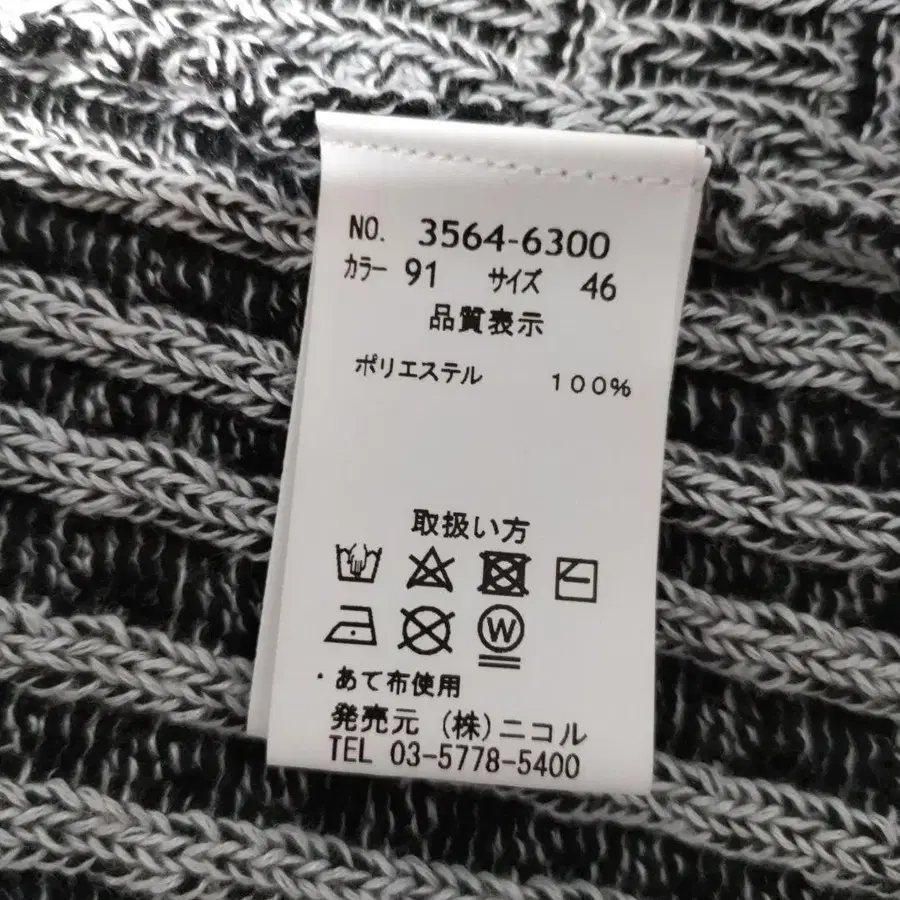 NO. 3564-6300
カラー 91 サイズ 46
品質表示
ポリエステル 100%
取扱い方
W
・あて布使用
発売元 (株)ニコル
TEL 03-5778-5400